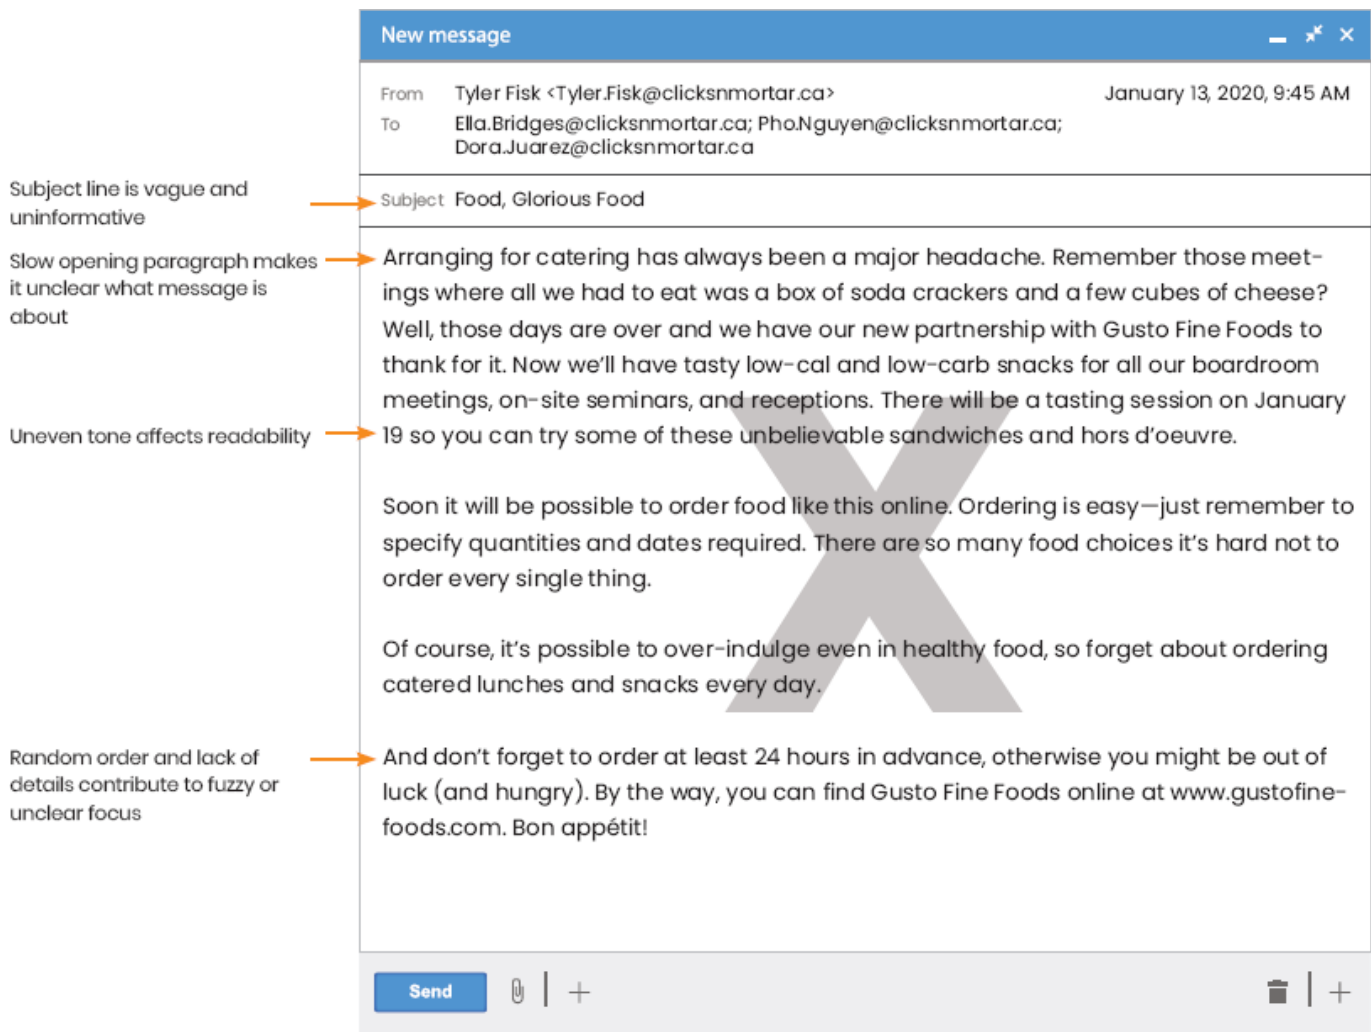 New message
From Tyler Fisk <Tyler.Fisk@clicksnmortar.ca> January 13, 2020, 9:45 AM
To Ella.Bridges@clicksnmortar.ca; Pho.Nguyen@clicksnmortar.ca;
Dora.Juarez@clicksnmortar.ca
Subject line is vague and
uninformative
Subject Food, Glorious Food
Slow opening paragraph makes
it unclear what message is
about
Arranging for catering has always been a major headache. Remember those meet-
ings where all we had to eat was a box of soda crackers and a few cubes of cheese?
Well, those days are over and we have our new partnership with Gusto Fine Foods to
thank for it. Now we'll have tasty low-cal and low-carb snacks for all our boardroom
meetings, on-site seminars, and receptions. There will be a tasting session on January
Uneven tone affects readability
19 so you can try some of these unbelievable sandwiches and hors d'oeuvre.
Soon it will be possible to order food like this online. Ordering is easy—just remember to
specify quantities and dates required. There are so many food choices it's hard not to
order every single thing.
Of course, it's possible to over-indulge even in healthy food, so forget about ordering
catered lunches and snacks every day.
Random order and lack of
details contribute to fuzzy or
unclear focus
And don't forget to order at least 24 hours in advance, otherwise you might be out of
luck (and hungry). By the way, you can find Gusto Fine Foods online at www.gustofine-
foods.com. Bon appétit!
X
Send